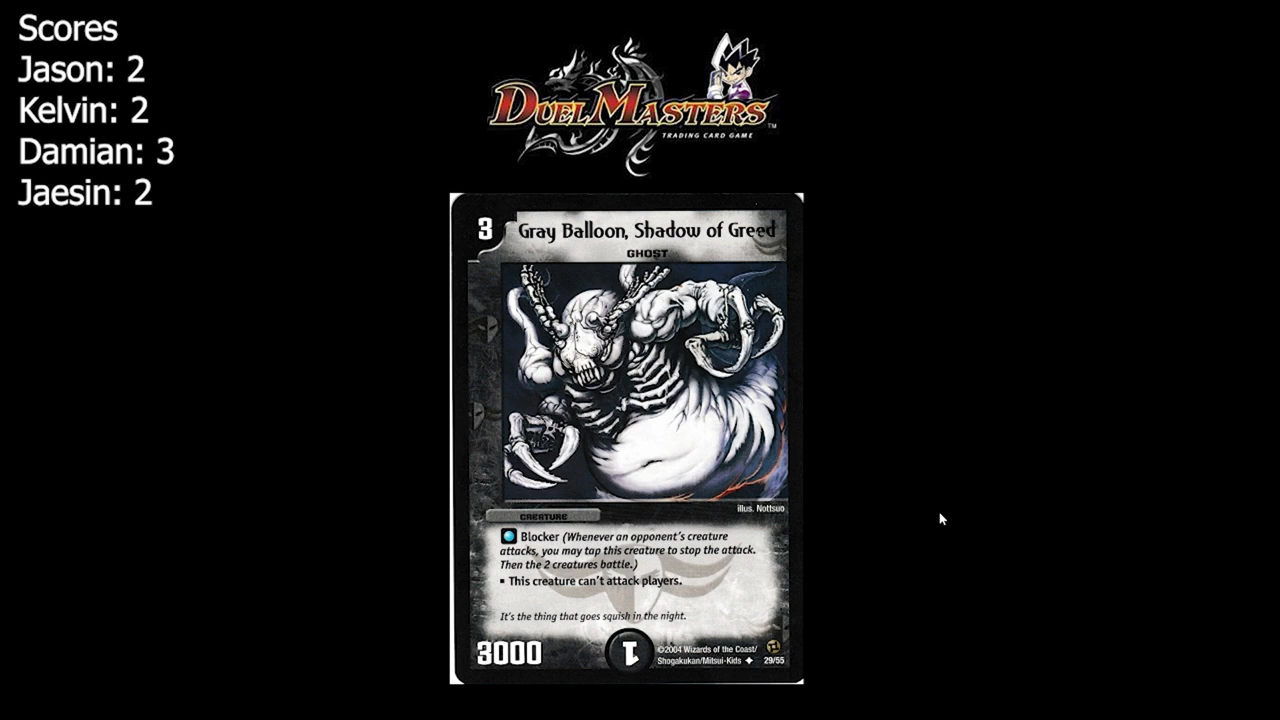 Scores
Jason: 2
Kelvin: 2
Damian: 3
Jaesin: 2
DUEL MASTERS™
TRADING CARD GAME
3
Gray Balloon, Shadow of Greed
GHOST
illus. Nottsuo
CREATURE
Blocker (Whenever an opponent's creature
attacks, you may tap this creature to stop the attack.
Then the 2 creatures battle.)
▪ This creature can't attack players.
It's the thing that goes squish in the night.
3000
1
©2004 Wizards of the Coast/
Shogakukan/Mitsui-Kids ◆ 29/55